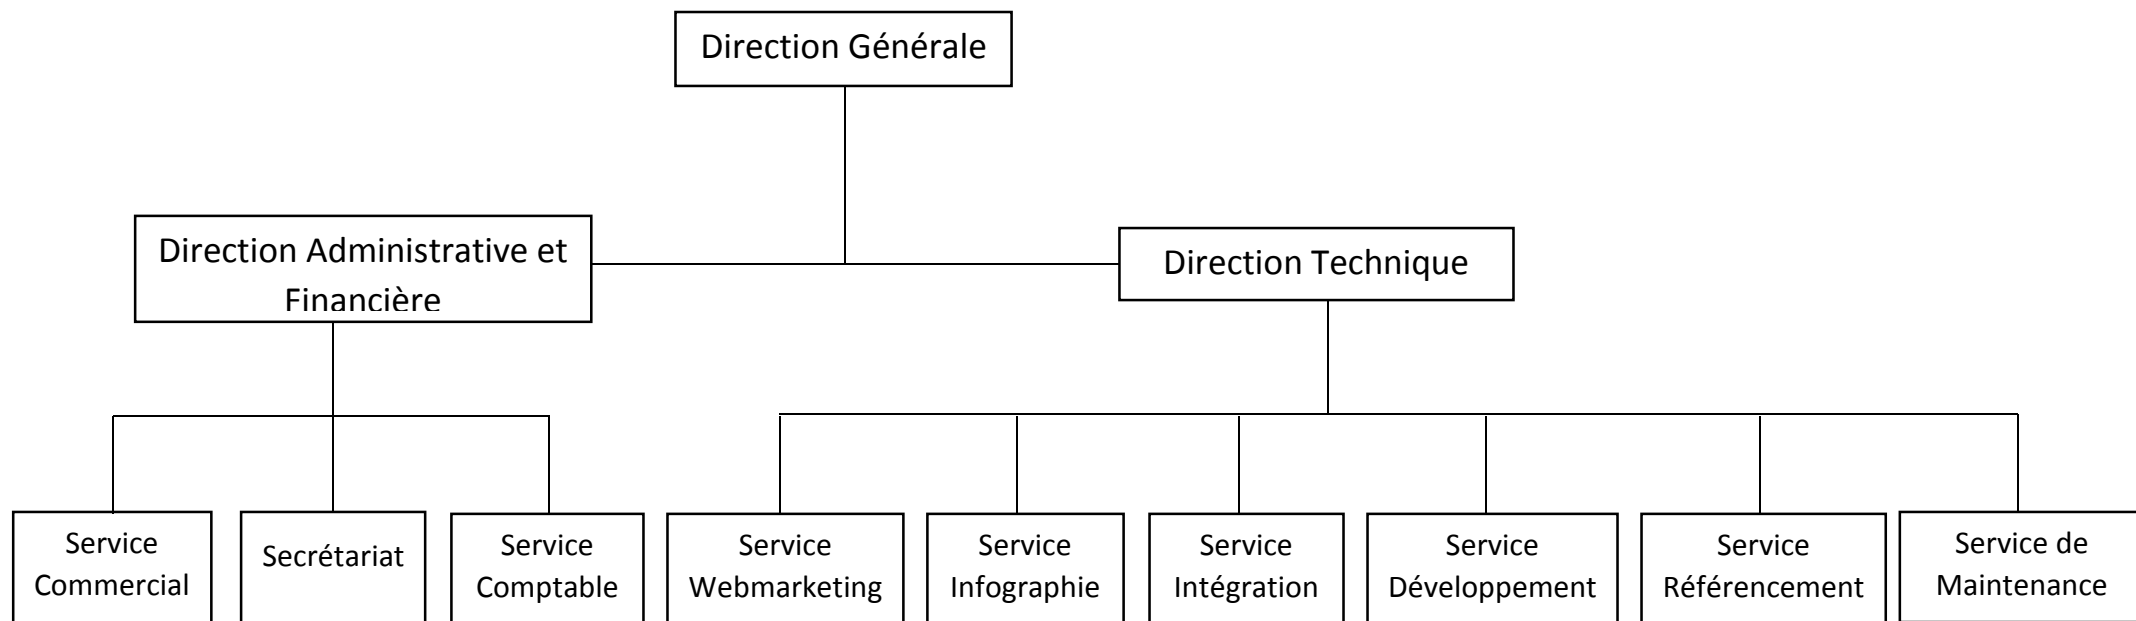 Direction Générale
Direction Administrative et
Financière
Direction Technique
Service
Commercial
Secrétariat
Service
Comptable
Service
Webmarketing
Service
Infographie
Service
Intégration
Service
Développement
Service
Référencement
Service de
Maintenance